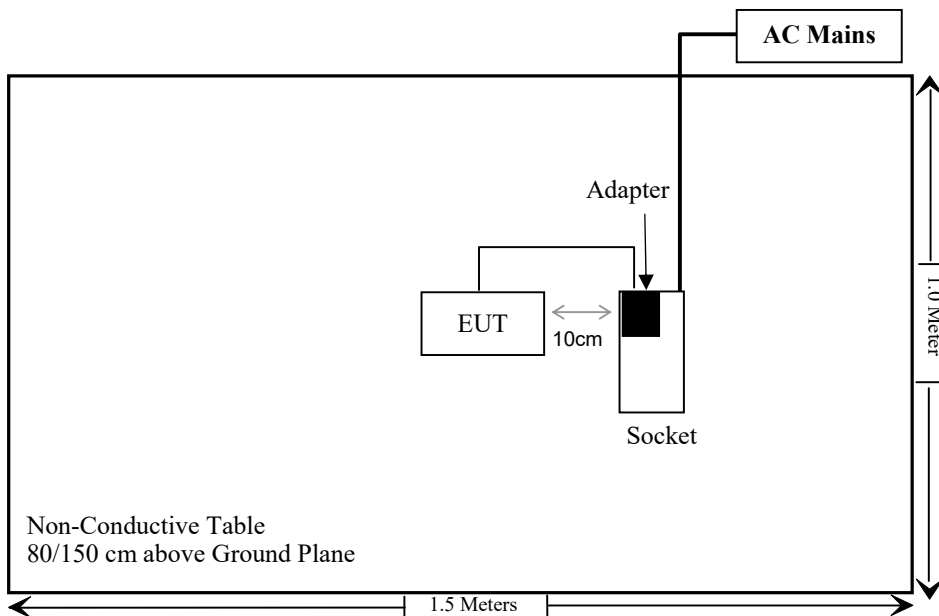 AC Mains
Adapter
1.0 Meter
EUT
10cm
Socket
Non-Conductive Table
80/150 cm above Ground Plane
1.5 Meters